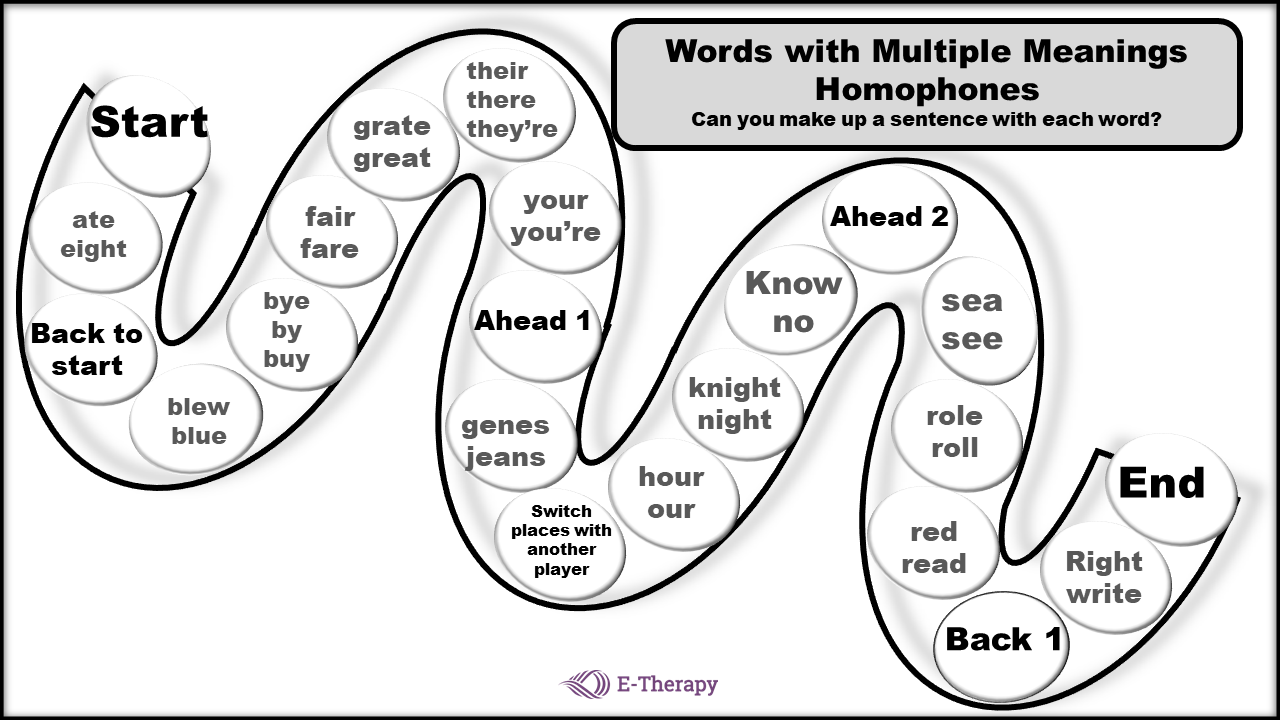 Words with Multiple Meanings
Homophones
Can you make up a sentence with each word?
Start
ate
eight
Back to
start
blew
blue
bye
by
buy
fair
fare
grate
great
their
there
they’re
your
you’re
Ahead 1
genes
jeans
Switch
places with
another
player
hour
our
knight
night
Know
no
Ahead 2
sea
see
role
roll
red
read
Back 1
Right
write
End
E-Therapy